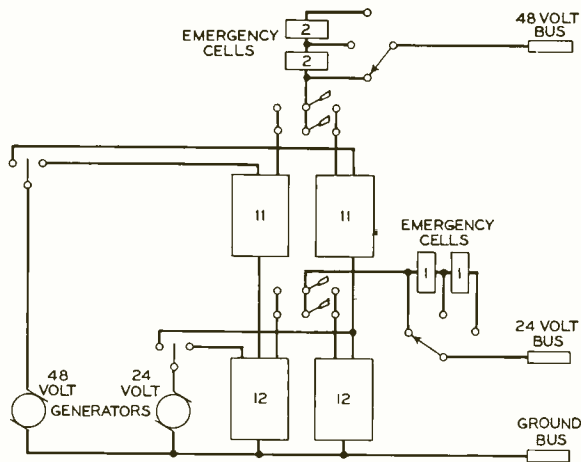 2
2
EMERGENCY
CELLS
48 VOLT
BUS
11
11
EMERGENCY
CELLS
1
1
24 VOLT
BUS
48
VOLT
24
VOLT
GENERATORS
12
12
GROUND
BUS